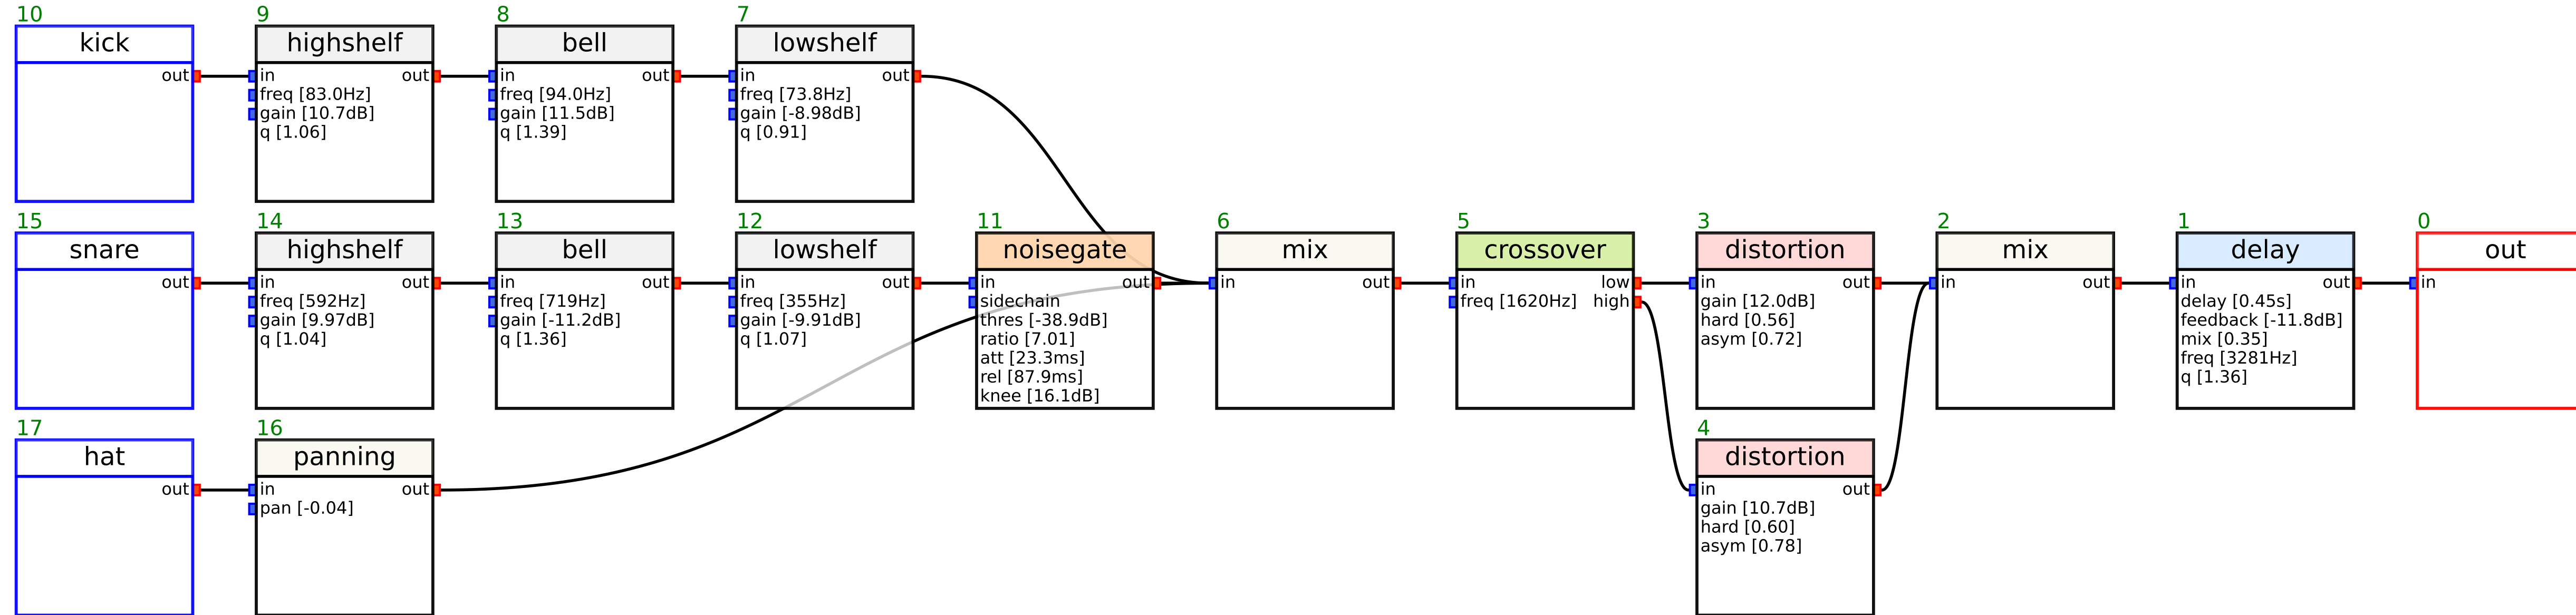 10
kick
out
9
highshelf
in out
freq [83.0Hz]
gain [10.7dB]
q [1.06]
8
bell
in out
freq [94.0Hz]
gain [11.5dB]
q [1.39]
7
lowshelf
in out
freq [73.8Hz]
gain [-8.98dB]
q [0.91]
15
snare
out
14
highshelf
in out
freq [592Hz]
gain [9.97dB]
q [1.04]
13
bell
in out
freq [719Hz]
gain [-11.2dB]
q [1.36]
12
lowshelf
in out
freq [355Hz]
gain [-9.91dB]
q [1.07]
11
noisegate
in out
sidechain
thres [-38.9dB]
ratio [7.01]
att [23.3ms]
rel [87.9ms]
knee [16.1dB]
6
mix
in out
5
crossover
in low
freq [1620Hz] high
3
distortion
in out
gain [12.0dB]
hard [0.56]
asym [0.72]
2
mix
in out
1
delay
in out
delay [0.45s]
feedback [-11.8dB]
mix [0.35]
freq [3281Hz]
q [1.36]
0
out
in
17
hat
out
16
panning
in out
pan [-0.04]
4
distortion
in out
gain [10.7dB]
hard [0.60]
asym [0.78]